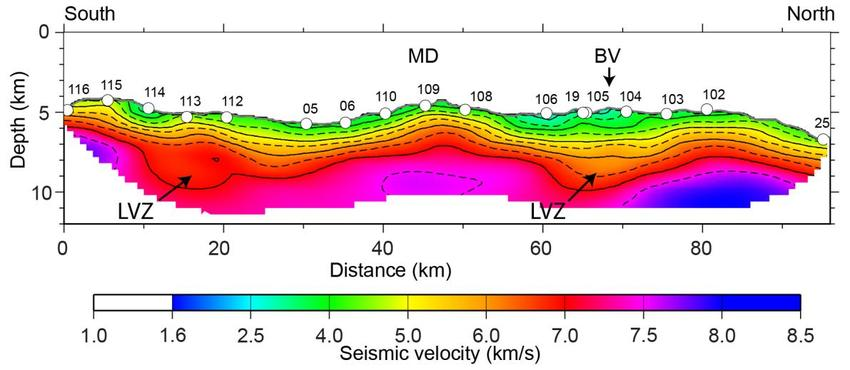 South North
0
MD BV
116 115 114 113 112 05 06 110 109 108 106 19 105 104 103 102 25
5
10
Depth (km)
LVZ LVZ
0 20 40 60 80
Distance (km)
1.0 1.6 2.5 4.0 5.0 6.0 7.0 7.5 8.0 8.5
Seismic velocity (km/s)